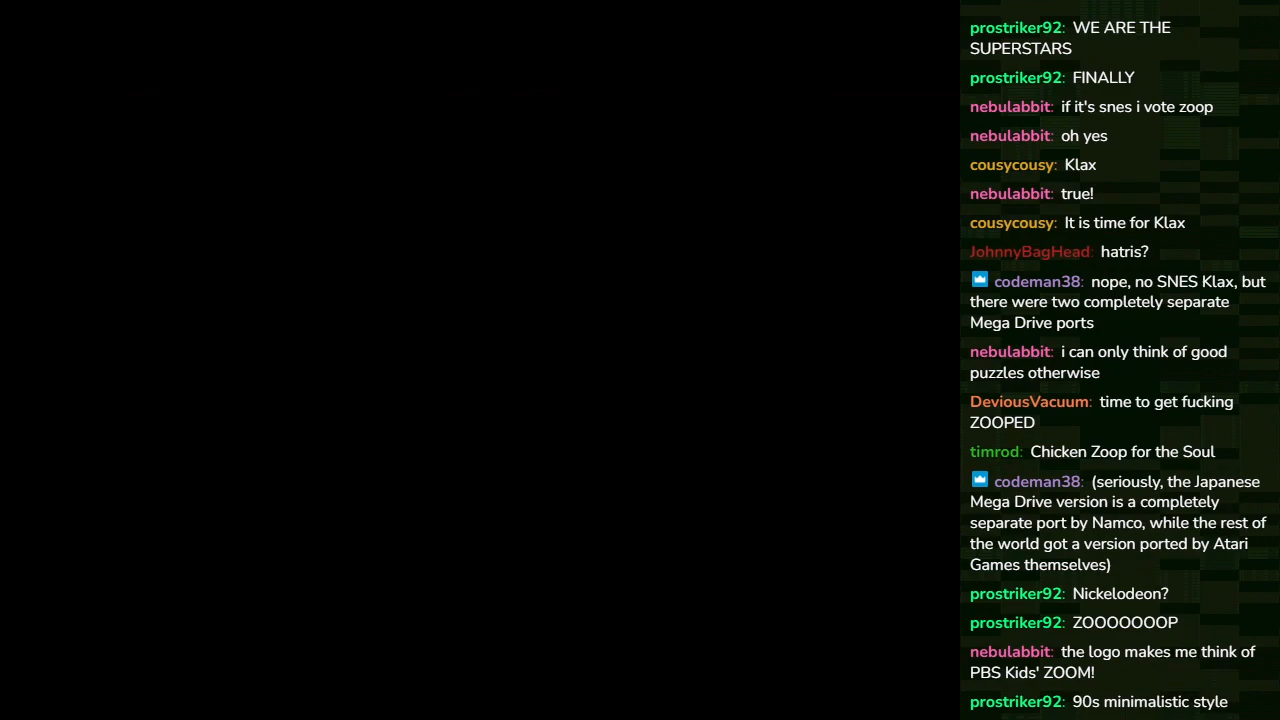 prostriker92: WE ARE THE
SUPERSTARS
prostriker92: FINALLY
nebulabbit: if it's snes i vote zoop
nebulabbit: oh yes
cousycousy: Klax
nebulabbit: true!
cousycousy: It is time for Klax
JohnnyBagHead: hatris?
codeman38: nope, no SNES Klax, but
there were two completely separate
Mega Drive ports
nebulabbit: i can only think of good
puzzles otherwise
DeviousVacuum: time to get fucking
ZOOPED
timrod: Chicken Zoop for the Soul
codeman38: (seriously, the Japanese
Mega Drive version is a completely
separate port by Namco, while the rest of
the world got a version ported by Atari
Games themselves)
prostriker92: Nickelodeon?
prostriker92: ZOOOOOOOP
nebulabbit: the logo makes me think of
PBS Kids' ZOOM!
prostriker92: 90s minimalistic style